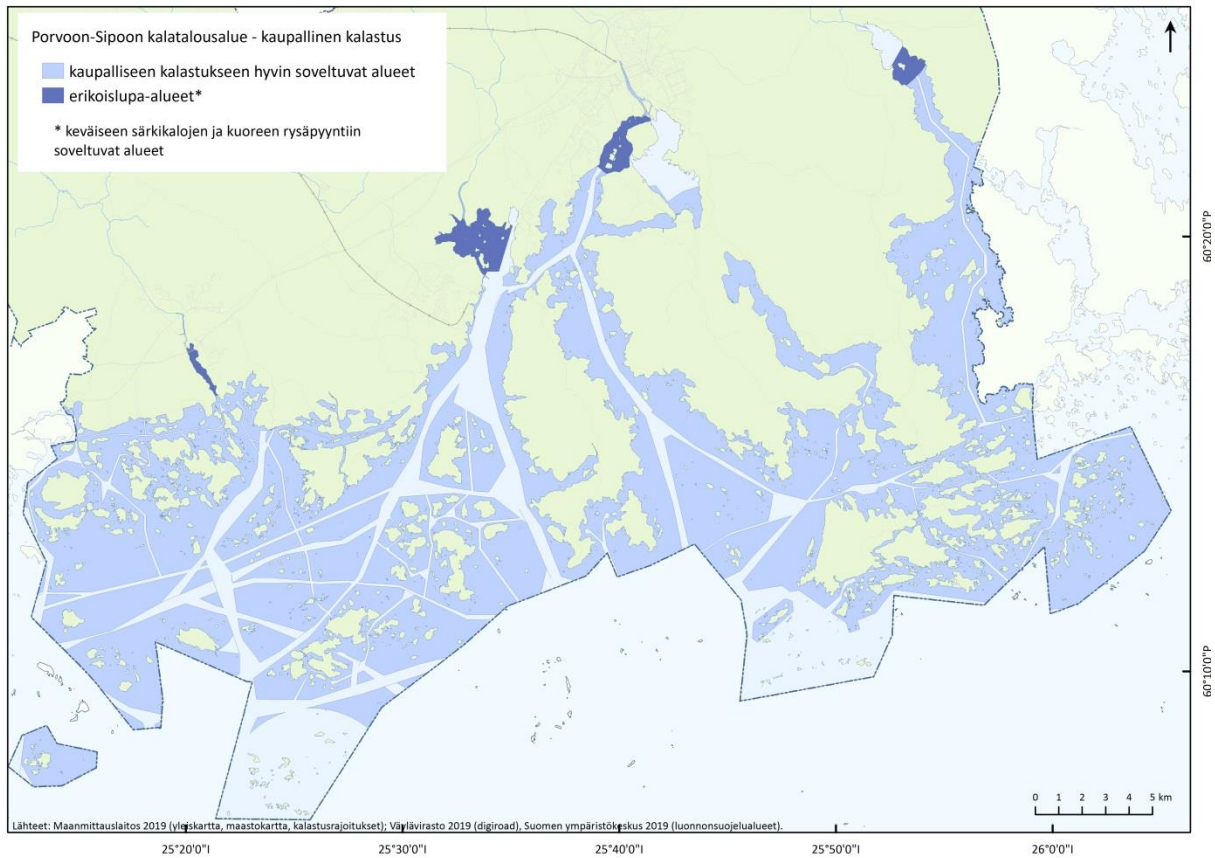 Porvoon-Sipoon kalatalousalue - kaupallinen kalastus
kaupalliseen kalastukseen hyvin soveltuvat alueet
erikoislupa-alueet*
* keväiseen särkikalojen ja kuoreen rysäpyyntiin
soveltuvat alueet
60°20'0"P
60°10'0"P
0 1 2 3 4 5 km
Lähteet: Maanmittauslaitos 2019 (yleiskartta, maastokartta, kalastusrajoitukset); Väylävirasto 2019 (digiroad), Suomen ympäristökeskus 2019 (luonnonsuojelualueet).
25°20'0"I 25°30'0"I 25°40'0"I 25°50'0"I 26°0'0"I